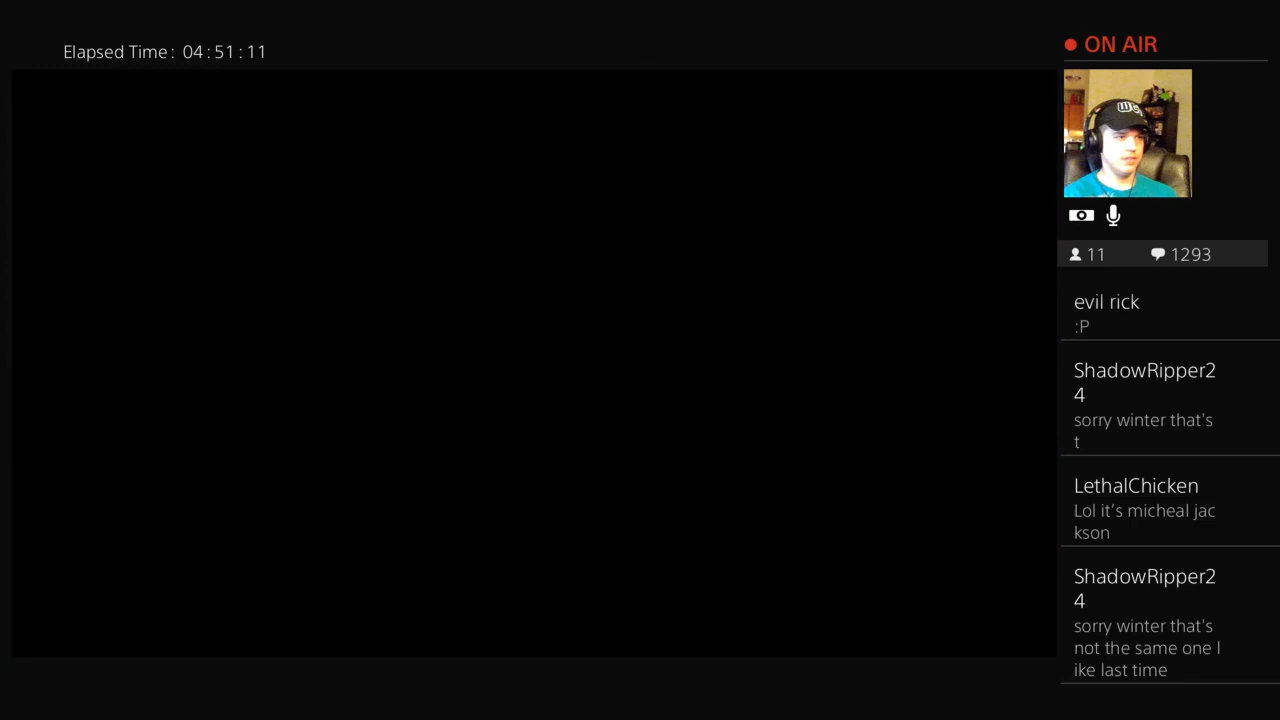 Elapsed Time: 04:51:11
ON AIR
11 1293
evil rick
:P
ShadowRipper2
4
sorry winter that's
t
LethalChicken
Lol it's micheal jac
kson
ShadowRipper2
4
sorry winter that's
not the same one l
ike last time